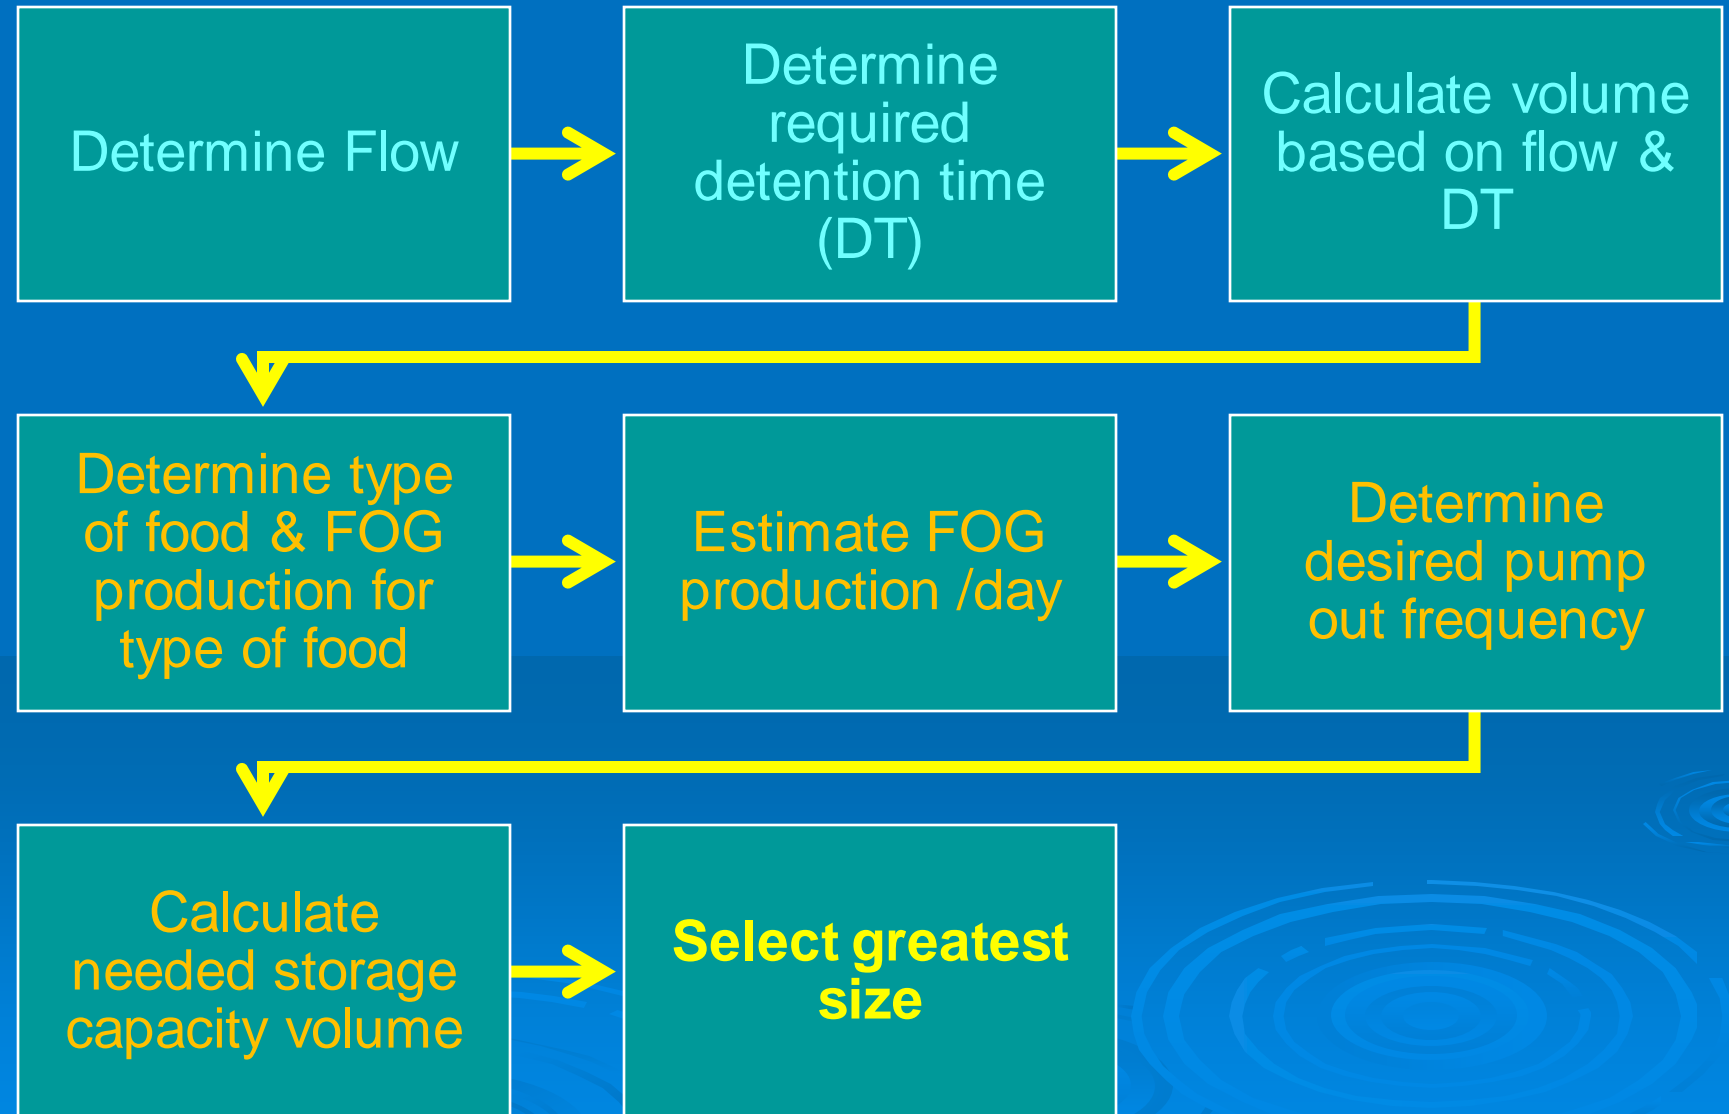 Determine Flow
Determine
required
detention time
(DT)
Calculate volume
based on flow &
DT
Determine type
of food & FOG
production for
type of food
Estimate FOG
production /day
Determine
desired pump
out frequency
Calculate
needed storage
capacity volume
Select greatest
size